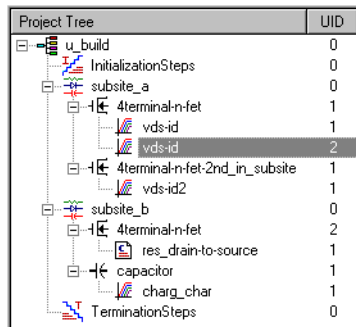 Project Tree UID
u_build 0
InitializationSteps 0
subsite_a 0
4terminal-n-fet 1
vds-id 1
vds-id 2
4terminal-n-fet-2nd_in_subsite 1
vds-id2 1
subsite_b 0
4terminal-n-fet 2
res_drain-to-source 1
capacitor 1
charg_char 1
TerminationSteps 0